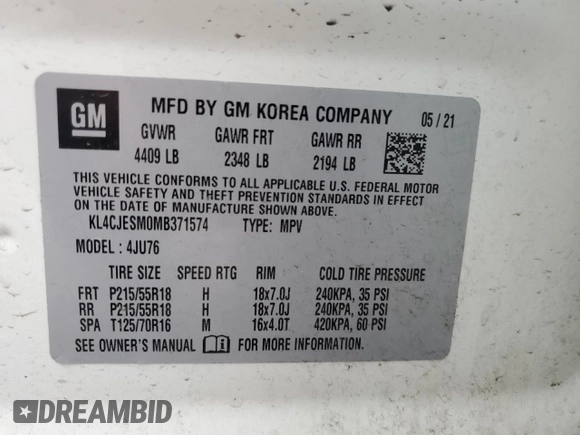 GM
MFD BY GM KOREA COMPANY 05 / 21
GVWR GAWR FRT GAWR RR
4409 LB 2348 LB 2194 LB
THIS VEHICLE CONFORMS TO ALL APPLICABLE U.S. FEDERAL MOTOR
VEHICLE SAFETY AND THEFT PREVENTION STANDARDS IN EFFECT
ON THE DATE OF MANUFACTURE SHOWN ABOVE.
KL4CJESM0MB371574 TYPE: MPV
MODEL : 4JU76
TIRE SIZE SPEED RTG RIM COLD TIRE PRESSURE
FRT P215/55R18 H 18x7.0J 240KPA, 35 PSI
RR P215/55R18 H 18x7.0J 240KPA, 35 PSI
SPA T125/70R16 M 16x4.0T 420KPA, 60 PSI
SEE OWNER'S MANUAL FOR MORE INFORMATION.
DREAMBID